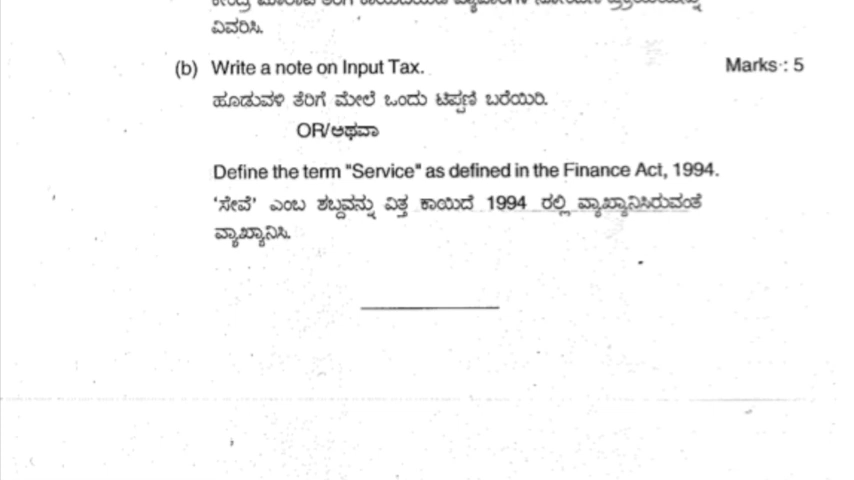 ವಿವರಿಸಿ.
(b) Write a note on Input Tax. Marks : 5
ಹೂಡುವಳಿ ತೆರಿಗೆ ಮೇಲೆ ಒಂದು ಟಿಪ್ಪಣಿ ಬರೆಯಿರಿ.
OR/ಅಥವಾ
Define the term "Service" as defined in the Finance Act, 1994.
'ಸೇವೆ' ಎಂಬ ಶಬ್ದವನ್ನು ವಿತ್ತ ಕಾಯಿದೆ 1994 ರಲ್ಲಿ ವ್ಯಾಖ್ಯಾನಿಸಿರುವಂತೆ
ವ್ಯಾಖ್ಯಾನಿಸಿ.